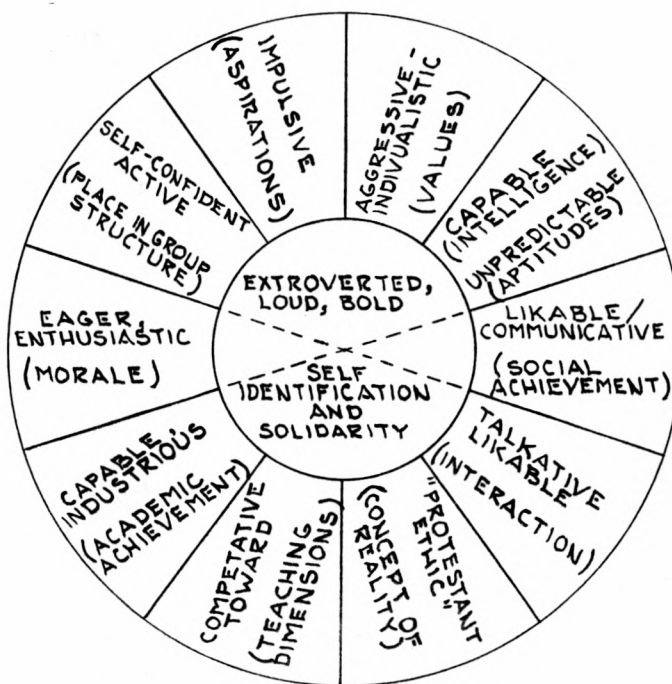 IMPULSIVE
(ASPIRATIONS)
AGGRESSIVE-
INDIVUALISTIC
(VALUES)
CAPABLE
(INTELLIGENCE)
UNPREDICTABLE
(APTITUDES)
LIKABLE/
COMMUNICATIVE
(SOCIAL
ACHIEVEMENT)
TALKATIVE
LIKABLE
(INTERACTION)
"PROTESTANT
ETHIC"
(CONCEPT OF
REALITY)
COMPETATIVE
TOWARD
(TEACHING
DIMENSIONS)
CAPABLE,
INDUSTRIOUS
(ACADEMIC
ACHIEVEMENT)
EAGER,
ENTHUSIASTIC
(MORALE)
SELF-CONFIDENT
ACTIVE
(PLACE IN GROUP
STRUCTURE)
EXTROVERTED,
LOUD, BOLD
SELF
IDENTIFICATION
AND
SOLIDARITY